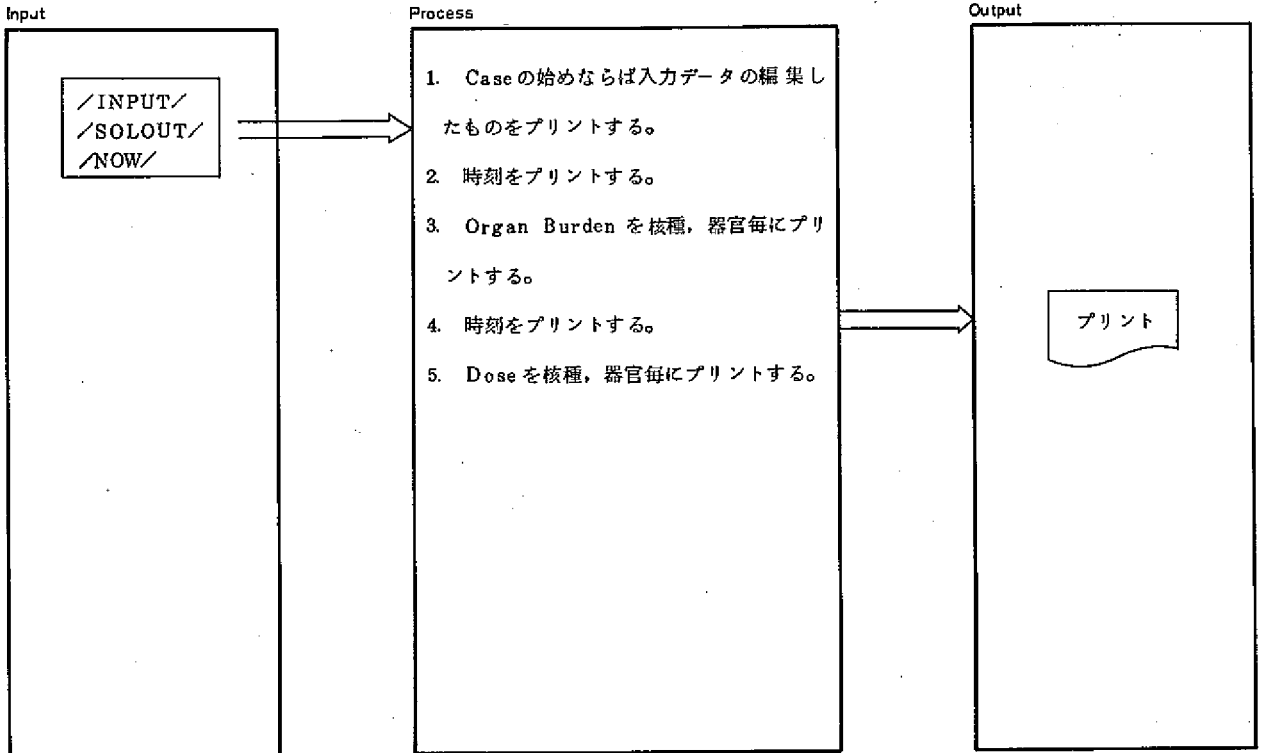 Input
/INPUT/
/SOLOUT/
/NOW/
Process
1. Caseの始めならば入力データの編集し
たものをプリントする。
2. 時刻をプリントする。
3. Organ Burden を核種,器官毎にプリ
ントする。
4. 時刻をプリントする。
5. Doseを核種,器官毎にプリントする。
Output
プリント